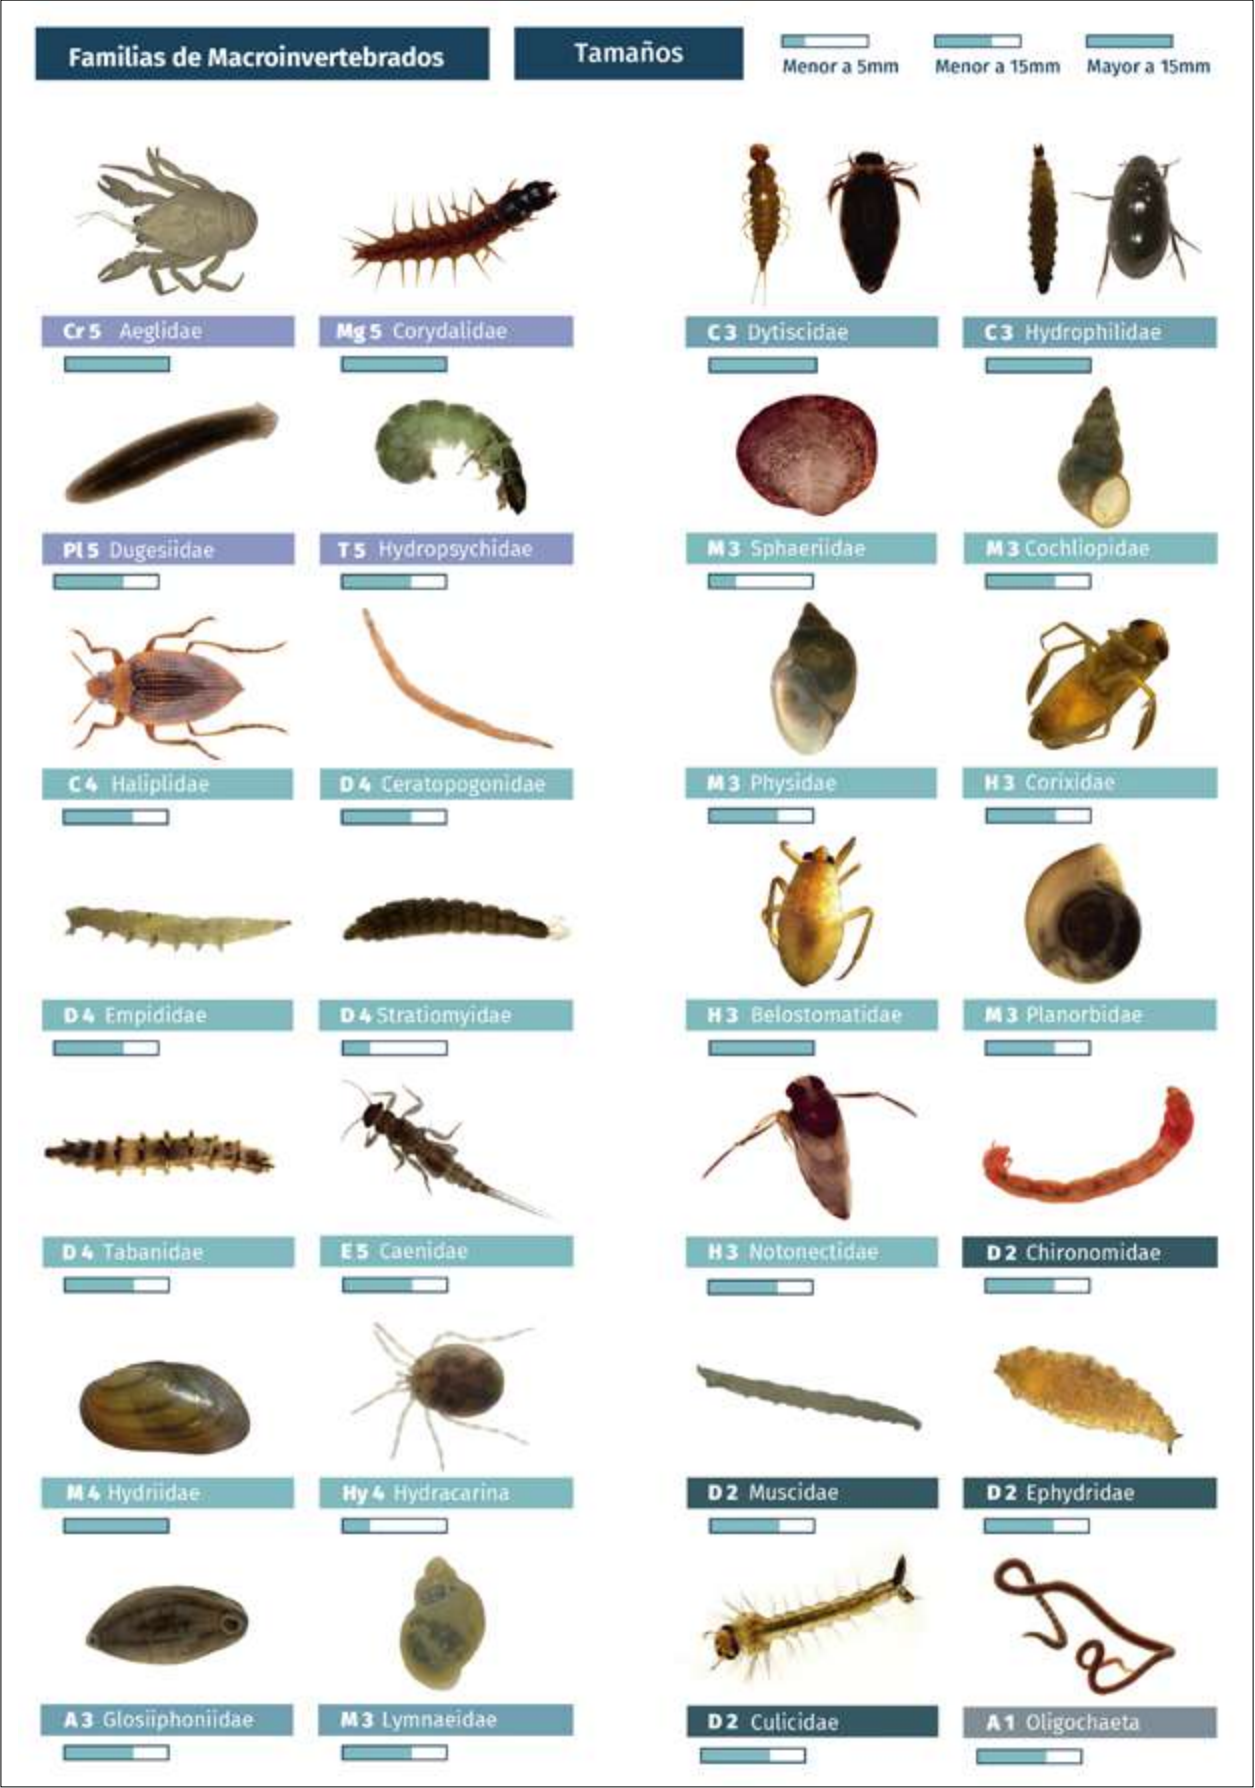 Familias de Macroinvertebrados
Tamaños
Menor a 5mm
Menor a 15mm
Mayor a 15mm
Cr 5 Aeglidae
Mg 5 Corydalidae
C 3 Dytiscidae
C 3 Hydrophilidae
Pl 5 Dugesiidae
T 5 Hydropsychidae
M 3 Sphaeriidae
M 3 Cochliopidae
C 4 Haliplidae
D 4 Ceratopogonidae
M 3 Physidae
H 3 Corixidae
D 4 Empididae
D 4 Stratiomyidae
H 3 Belostomatidae
M 3 Planorbidae
D 4 Tabanidae
E 5 Caenidae
H 3 Notonectidae
D 2 Chironomidae
M 4 Hydriidae
Hy 4 Hydracarina
D 2 Muscidae
D 2 Ephydridae
A 3 Glosiiphoniidae
M 3 Lymnaeidae
D 2 Culicidae
A 1 Oligochaeta